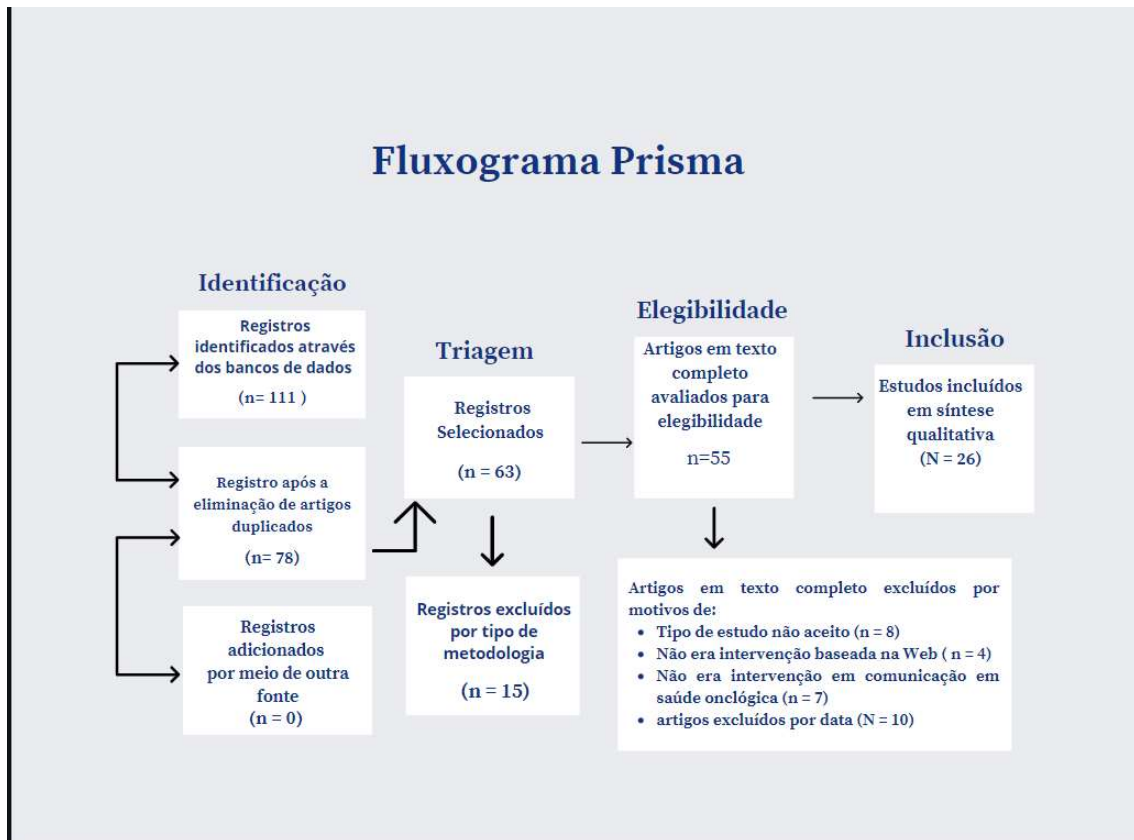 Fluxograma Prisma
Identificação
Registros
identificados através
dos bancos de dados
(n= 111 )
Registro após a
eliminação de artigos
duplicados
(n= 78)
Registros
adicionados
por meio de outra
fonte
(n = 0)
Triagem
Registros
Selecionados
(n = 63)
Registros excluídos
por tipo de
metodologia
(n = 15)
Elegibilidade
Artigos em texto
completo
avaliados para
elegibilidade
n=55
Artigos em texto completo excluídos por
motivos de:
• Tipo de estudo não aceito (n = 8)
• Não era intervenção baseada na Web ( n = 4)
• Não era intervenção em comunicação em
saúde onclógica (n = 7)
• artigos excluídos por data (N = 10)
Inclusão
Estudos incluídos
em síntese
qualitativa
(N = 26)